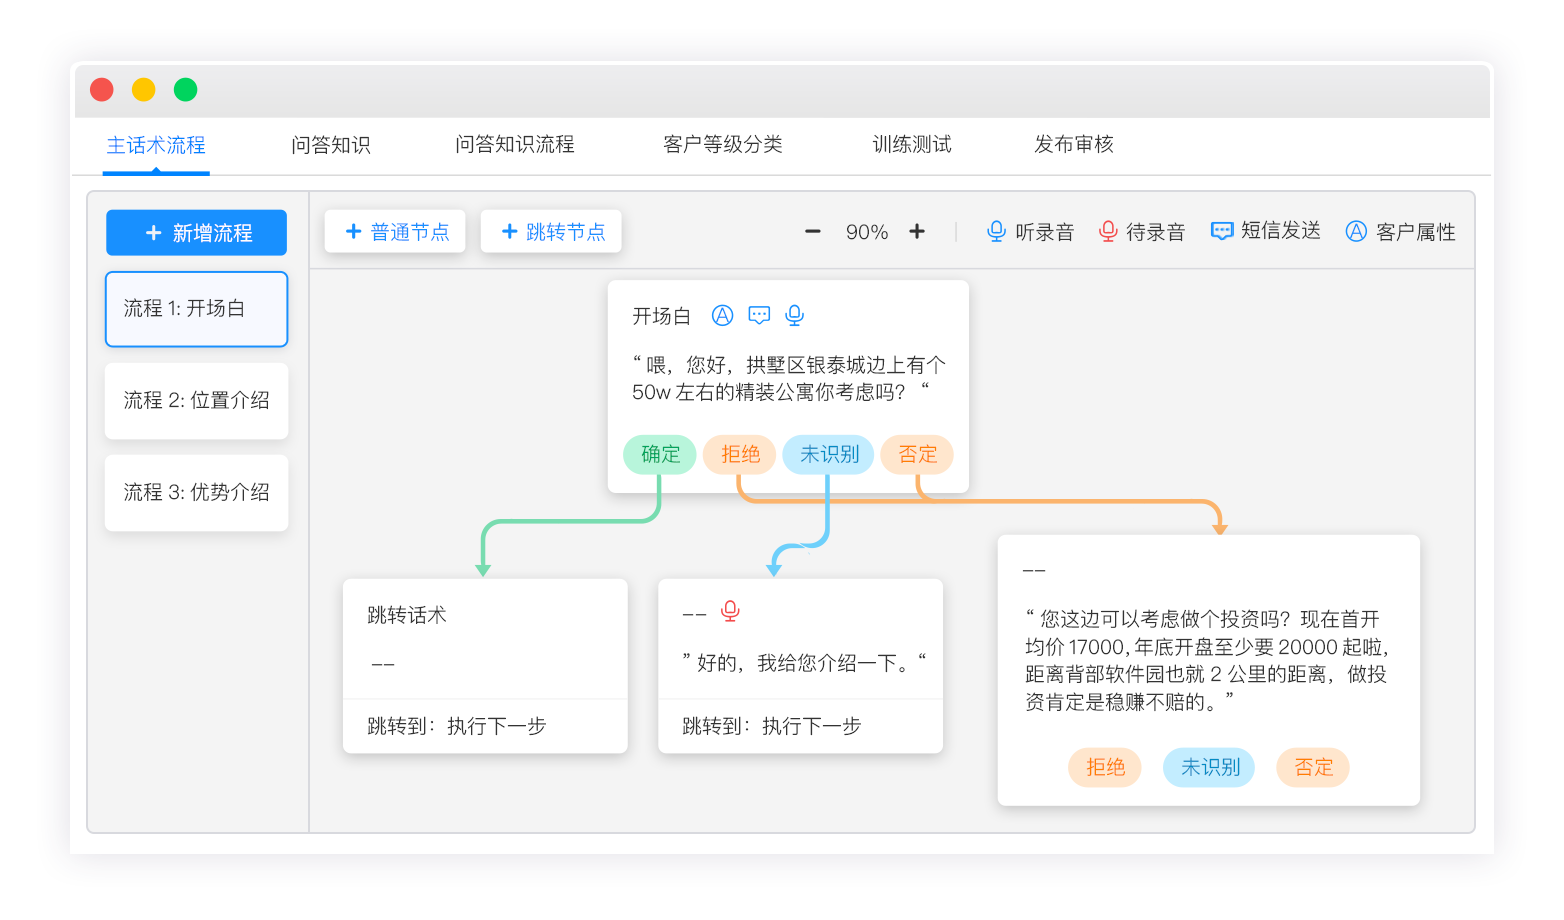 主话术流程
问答知识
问答知识流程
客户等级分类
训练测试
发布审核
新增流程
流程 1: 开场白
流程 2: 位置介绍
流程 3: 优势介绍
普通节点
跳转节点
90%
听录音
待录音
短信发送
客户属性
开场白
“ 喂，您好，拱墅区银泰城边上有个
50w 左右的精装公寓你考虑吗？ “
确定
拒绝
未识别
否定
跳转话术
——
跳转到：执行下一步
——
” 好的，我给您介绍一下。“
跳转到：执行下一步
——
“ 您这边可以考虑做个投资吗？现在首开
均价 17000, 年底开盘至少要 20000 起啦,
距离背部软件园也就 2 公里的距离，做投
资肯定是稳赚不赔的。”
拒绝
未识别
否定